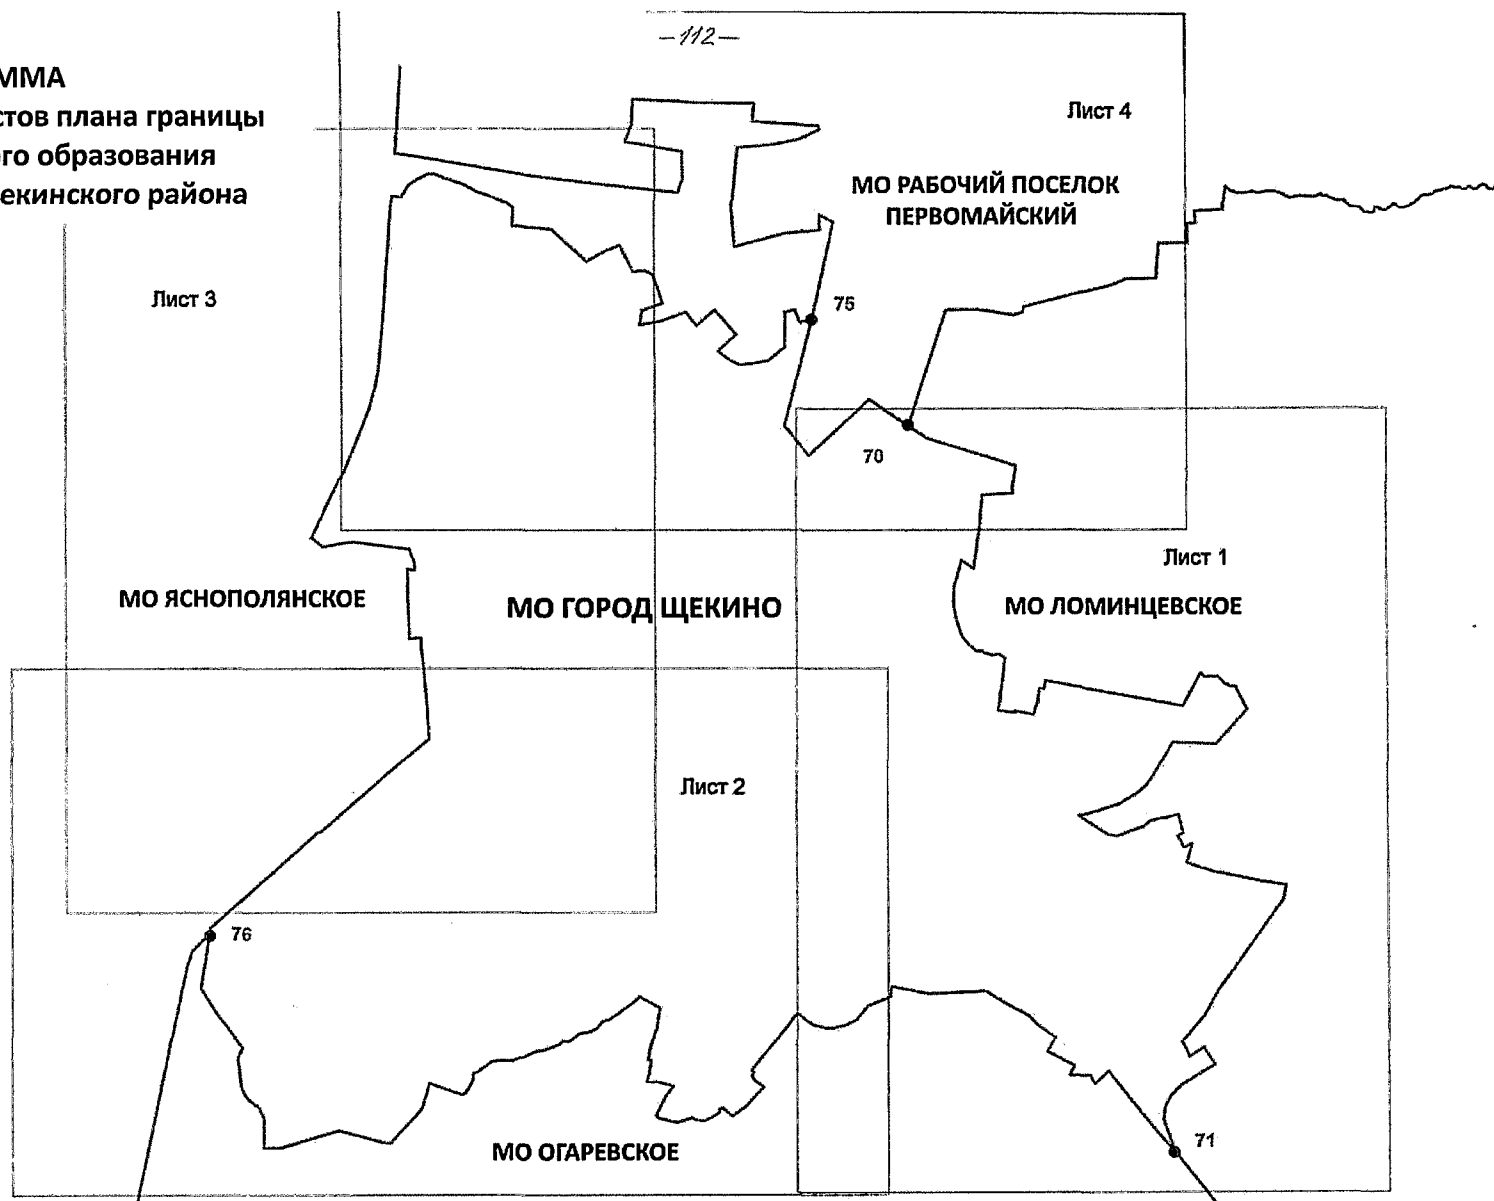 –112–
ММА
стов плана границы
го образования
екинского района
Лист 4
МО РАБОЧИЙ ПОСЕЛОК
ПЕРВОМАЙСКИЙ
Лист 3
75
70
Лист 1
МО ЯСНОПОЛЯНСКОЕ
МО ГОРОД ЩЕКИНО
МО ЛОМИНЦЕВСКОЕ
Лист 2
76
71
МО ОГАРЕВСКОЕ